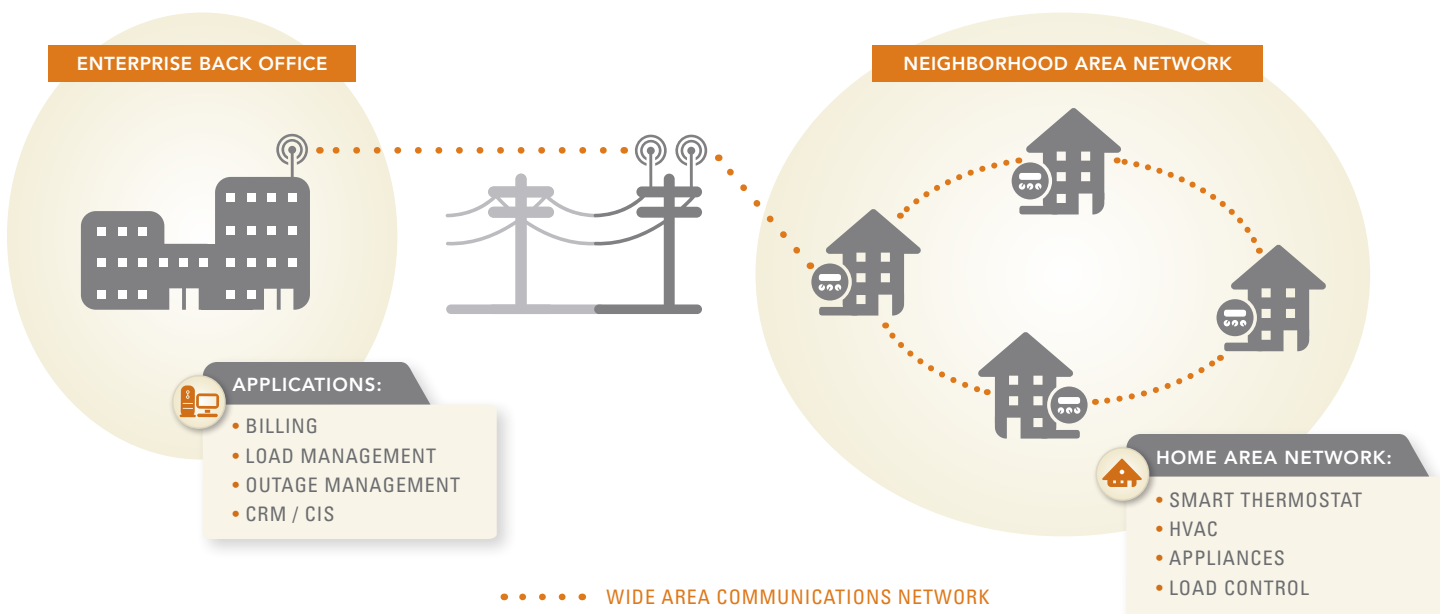 ENTERPRISE BACK OFFICE
NEIGHBORHOOD AREA NETWORK
APPLICATIONS:
• BILLING
• LOAD MANAGEMENT
• OUTAGE MANAGEMENT
• CRM / CIS
HOME AREA NETWORK:
• SMART THERMOSTAT
• HVAC
• APPLIANCES
• LOAD CONTROL
WIDE AREA COMMUNICATIONS NETWORK